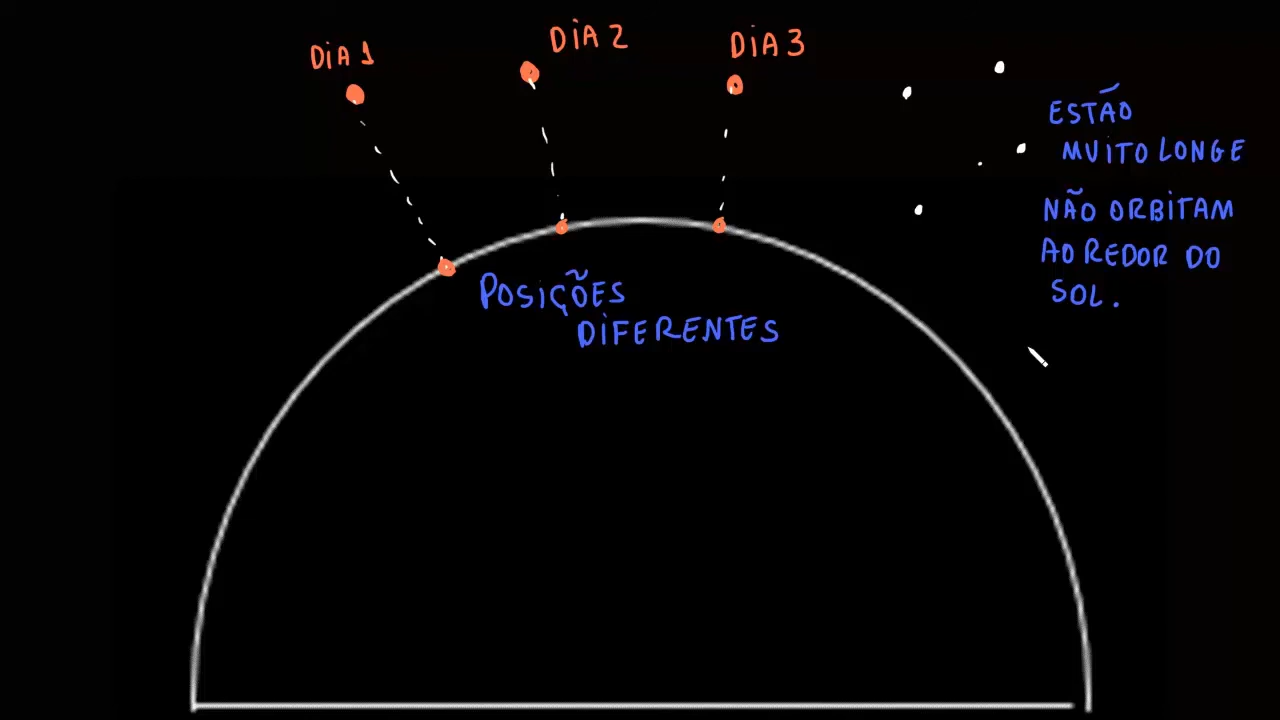 DIA 1
DIA 2
DIA 3
ESTÃO
MUITO LONGE
NÃO ORBITAM
AO REDOR DO
SOL.
POSIÇÕES
DIFERENTES